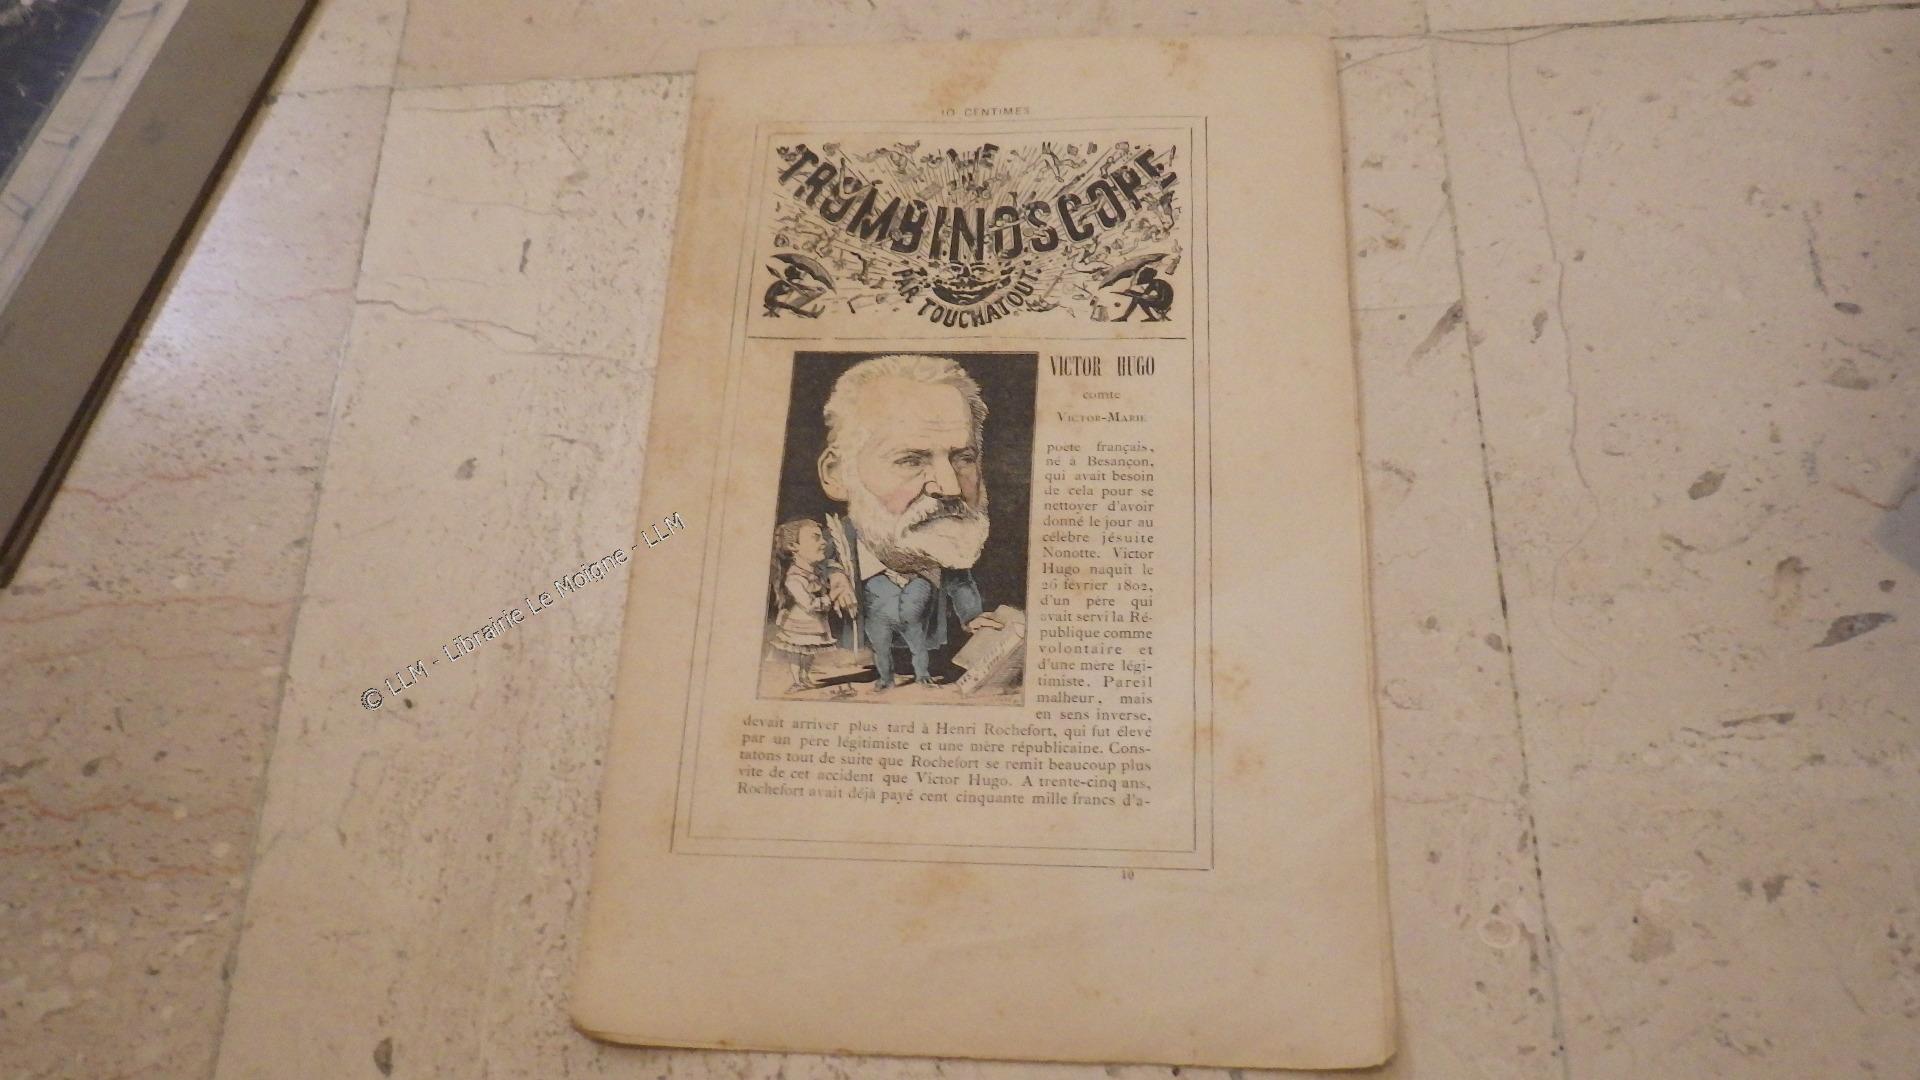 10 CENTIMES
LE
TROMBINOSCOPE
PAR TOUCHATOUT
VICTOR HUGO
comte
VICTOR-MARIE
poète français,
né à Besançon,
qui avait besoin
de cela pour se
nettoyer d'avoir
donné le jour au
célèbre jésuite
Nonotte. Victor
Hugo naquit le
26 février 1802,
d'un père qui
avait servi la Ré-
publique comme
volontaire et
d'une mère légi-
timiste. Pareil
malheur, mais
en sens inverse,
devait arriver plus tard à Henri Rochefort, qui fut élevé
par un père légitimiste et une mère républicaine. Cons-
tatons tout de suite que Rochefort se remit beaucoup plus
vite de cet accident que Victor Hugo. A trente-cinq ans,
Rochefort avait déjà payé cent cinquante mille francs d'a-
10
© LLM - Librairie Le Moigne - LLM